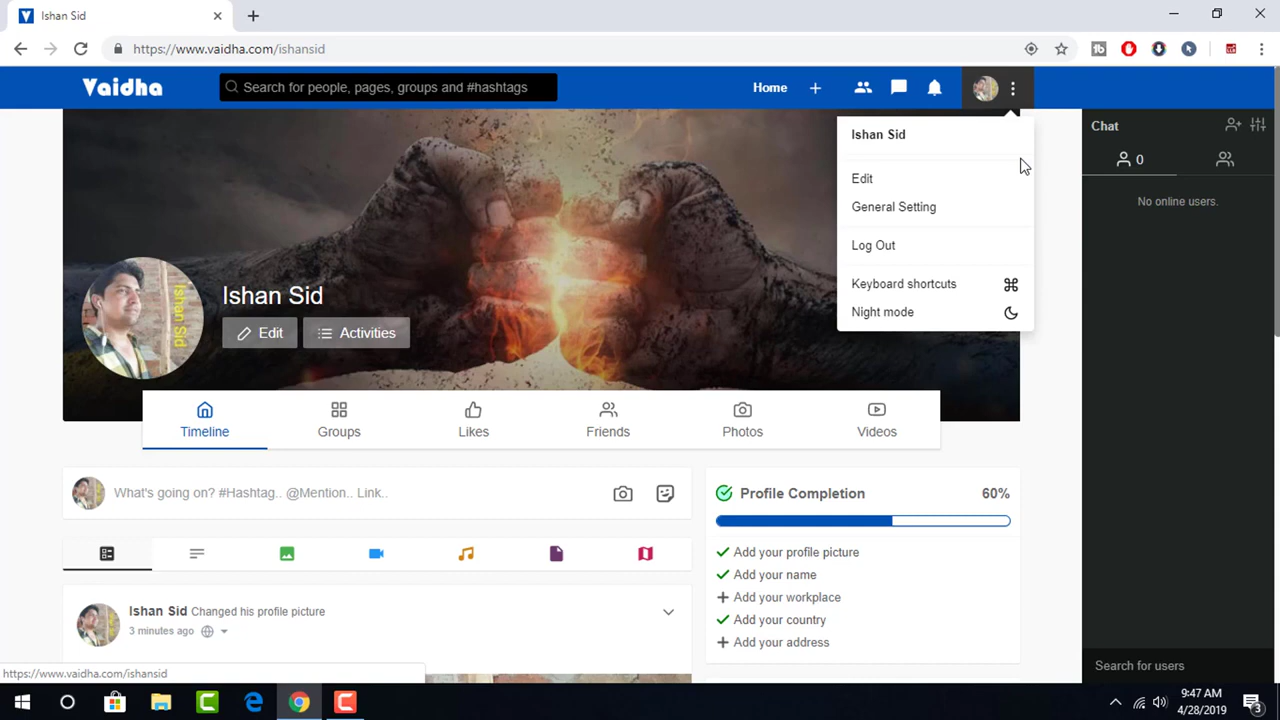 Ishan Sid
https://www.vaidha.com/ishansid
Vaidha
Search for people, pages, groups and #hashtags
Home
Ishan Sid
Edit
General Setting
Log Out
Keyboard shortcuts
Night mode
Chat
0
No online users.
Ishan Sid
Ishan Sid
Edit
Activities
Timeline
Groups
Likes
Friends
Photos
Videos
What's going on? #Hashtag.. @Mention.. Link..
Profile Completion 60%
Add your profile picture
Add your name
Add your workplace
Add your country
Add your address
Ishan Sid Changed his profile picture
3 minutes ago
https://www.vaidha.com/ishansid
Search for users
9:47 AM
4/28/2019
3